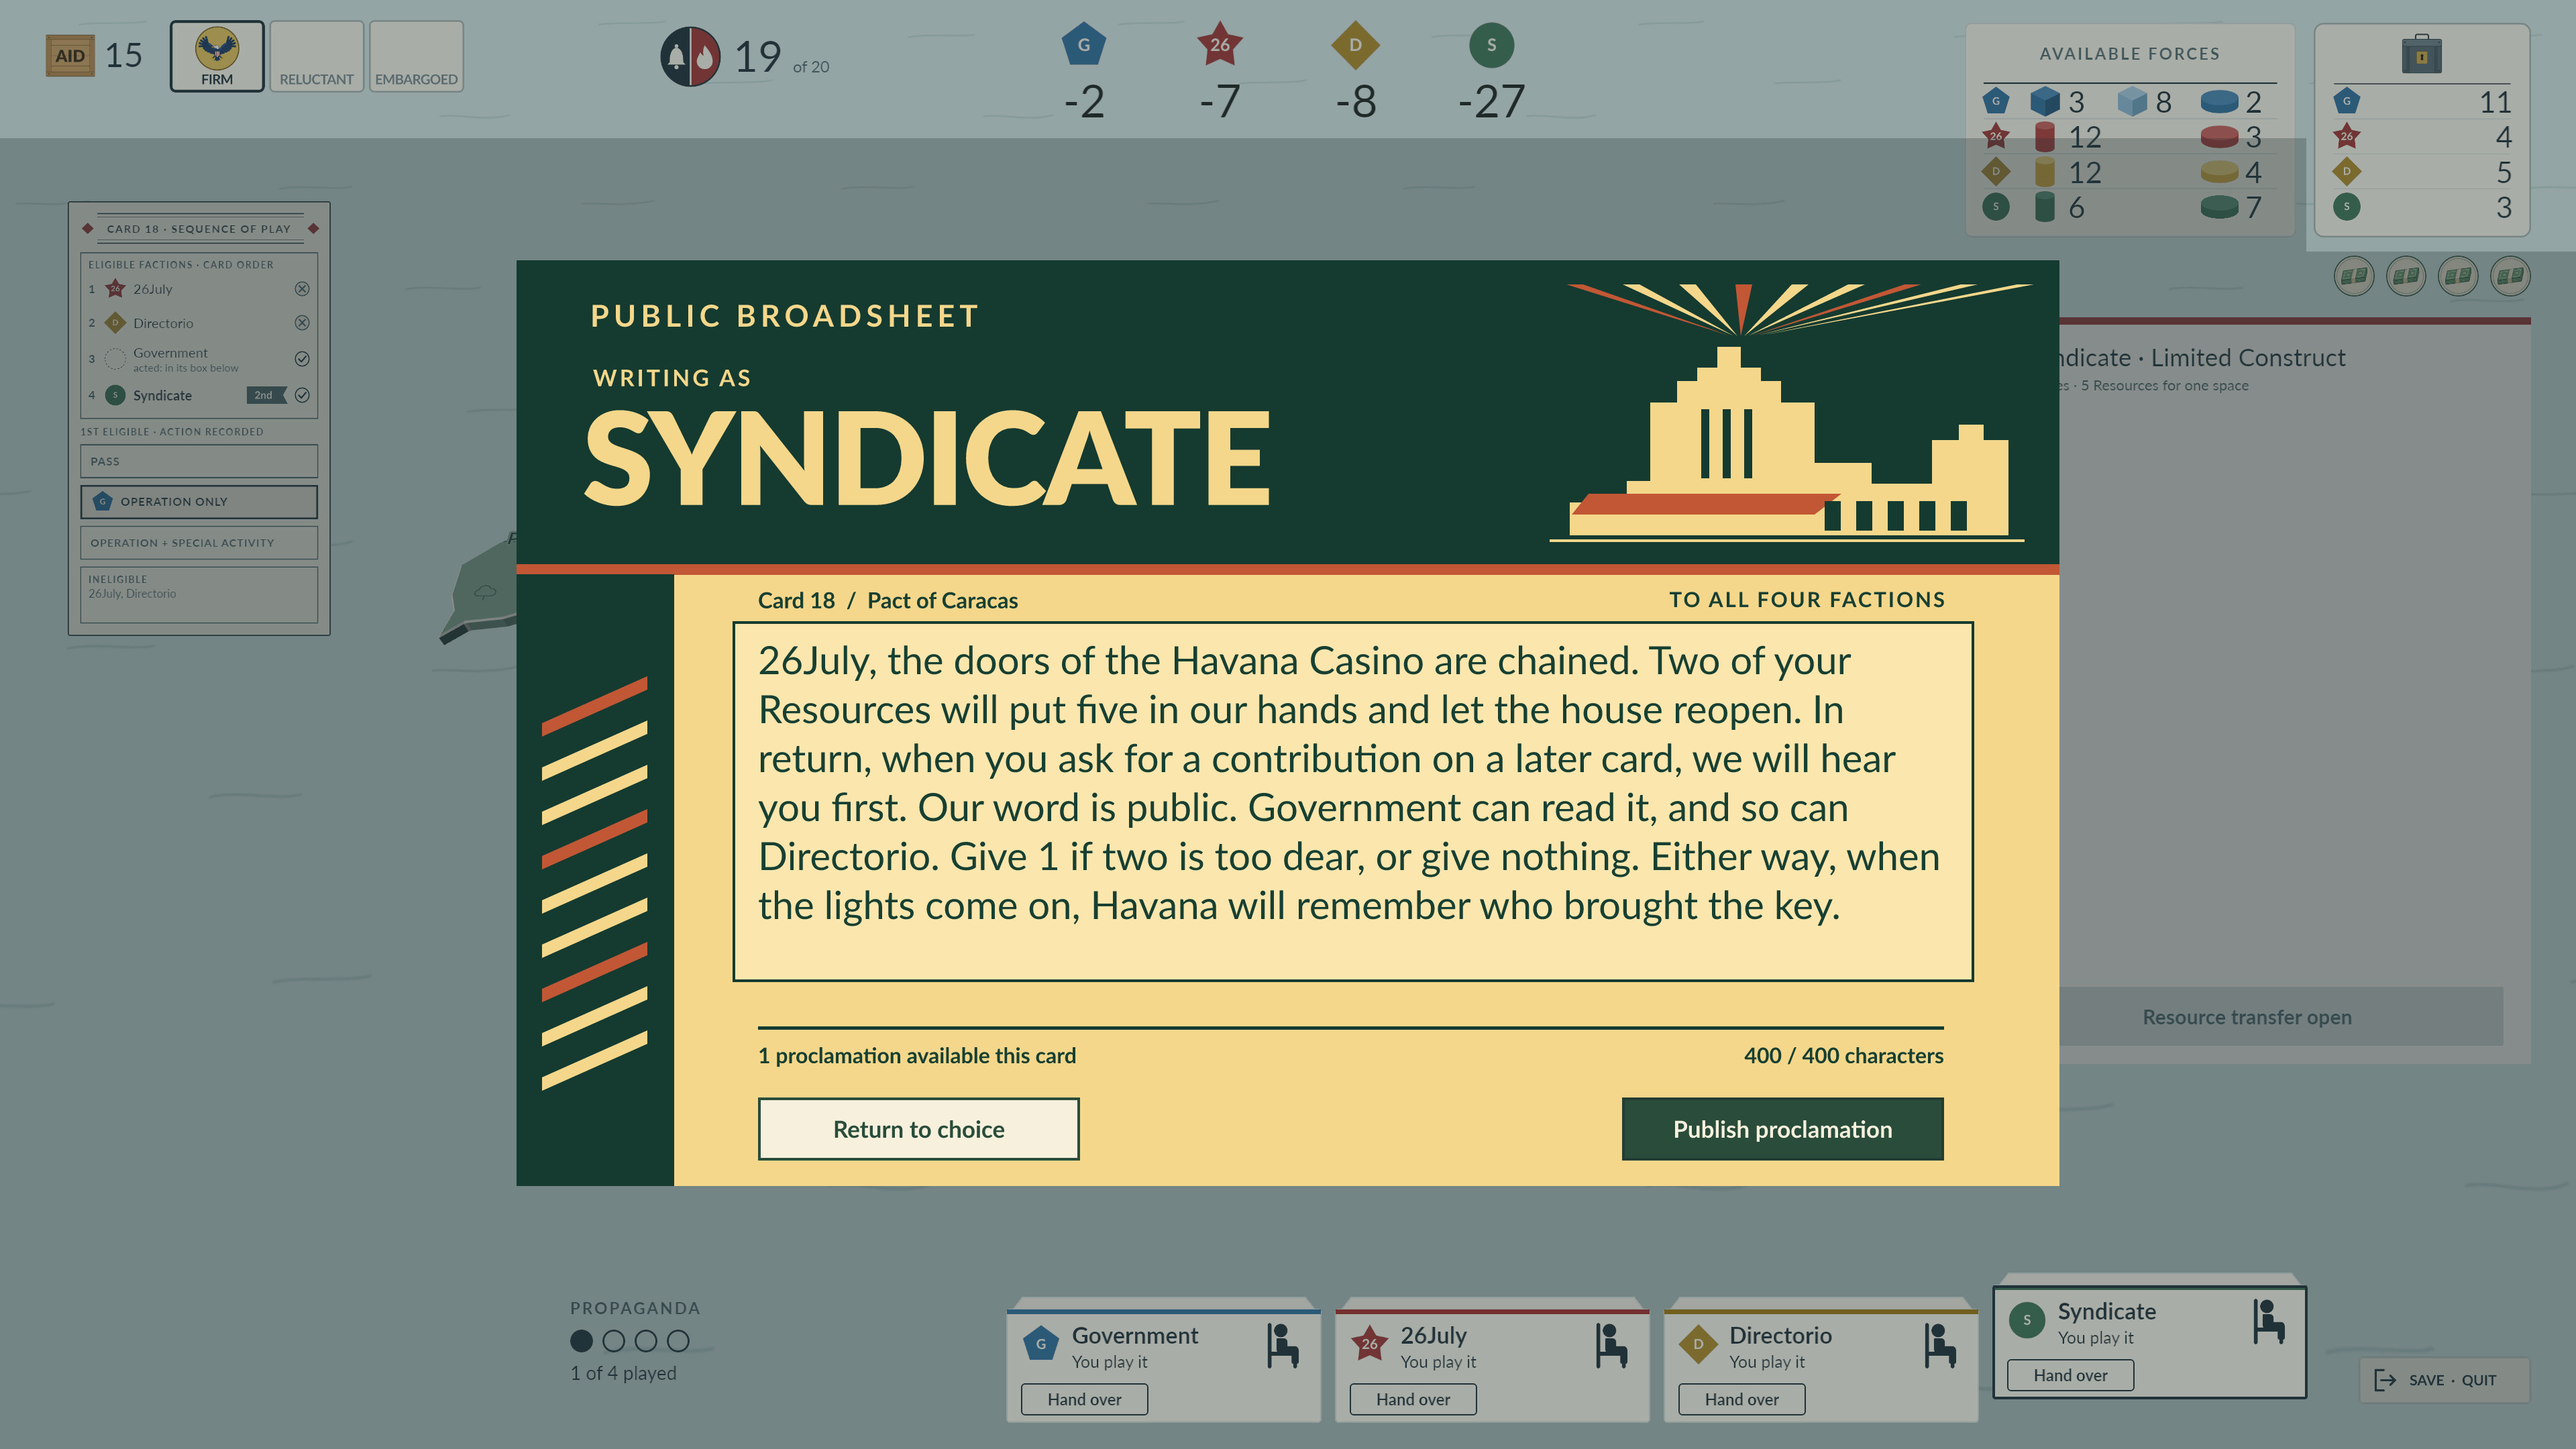 AID 15
FIRM
RELUCTANT
EMBARGOED
19 of 20
G
26
D
S
-2
-7
-8
-27
AVAILABLE FORCES
G 3 8 2
26 12 3
D 12 4
S 6 7
G 11
26 4
D 5
S 3
CARD 18 · SEQUENCE OF PLAY
ELIGIBLE FACTIONS · CARD ORDER
1 26 26July
2 D Directorio
3 Government
acted: in its box below
4 S Syndicate 2nd
1ST ELIGIBLE · ACTION RECORDED
PASS
G OPERATION ONLY
OPERATION + SPECIAL ACTIVITY
INELIGIBLE
26July, Directorio
PUBLIC BROADSHEET
WRITING AS
SYNDICATE
Card 18 / Pact of Caracas
TO ALL FOUR FACTIONS
26July, the doors of the Havana Casino are chained. Two of your
Resources will put five in our hands and let the house reopen. In
return, when you ask for a contribution on a later card, we will hear
you first. Our word is public. Government can read it, and so can
Directorio. Give 1 if two is too dear, or give nothing. Either way, when
the lights come on, Havana will remember who brought the key.
1 proclamation available this card
400 / 400 characters
Return to choice
Publish proclamation
ndicate · Limited Construct
es · 5 Resources for one space
Resource transfer open
PROPAGANDA
1 of 4 played
G Government
You play it
Hand over
26 26July
You play it
Hand over
D Directorio
You play it
Hand over
S Syndicate
You play it
Hand over
SAVE · QUIT